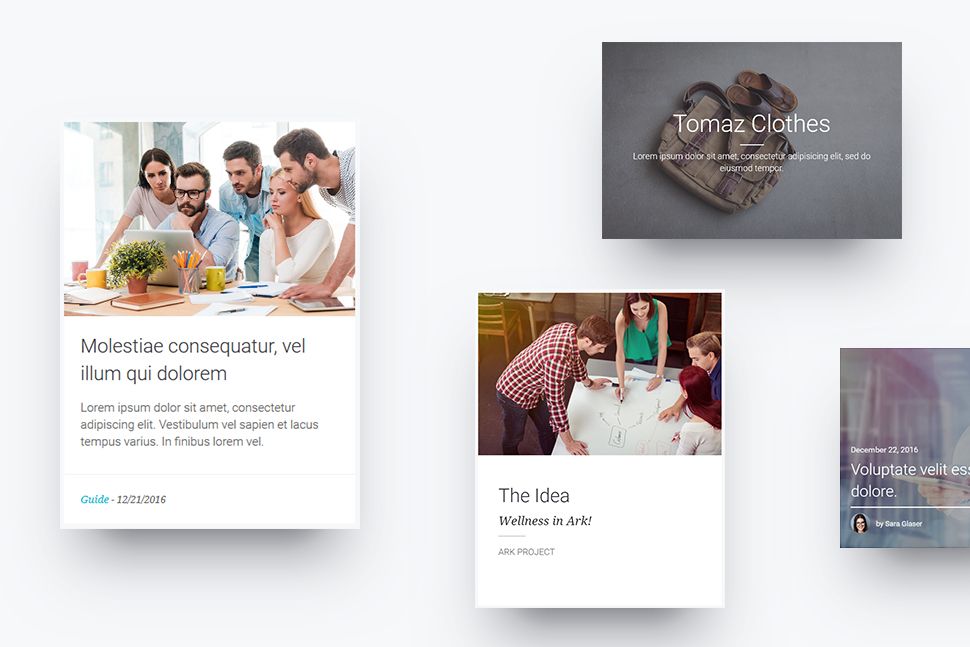 Molestiae consequatur, vel
illum qui dolorem
Lorem ipsum dolor sit amet, consectetur
adipiscing elit. Vestibulum vel sapien et lacus
tempus varius. In finibus lorem vel.
Guide - 12/21/2016
Tomaz Clothes
Lorem ipsum dolor sit amet, consectetur adipisicing elit, sed do
eiusmod tempor.
The Idea
Wellness in Ark!
ARK PROJECT
December 22, 2016
Voluptate velit ess
dolore.
by Sara Glaser